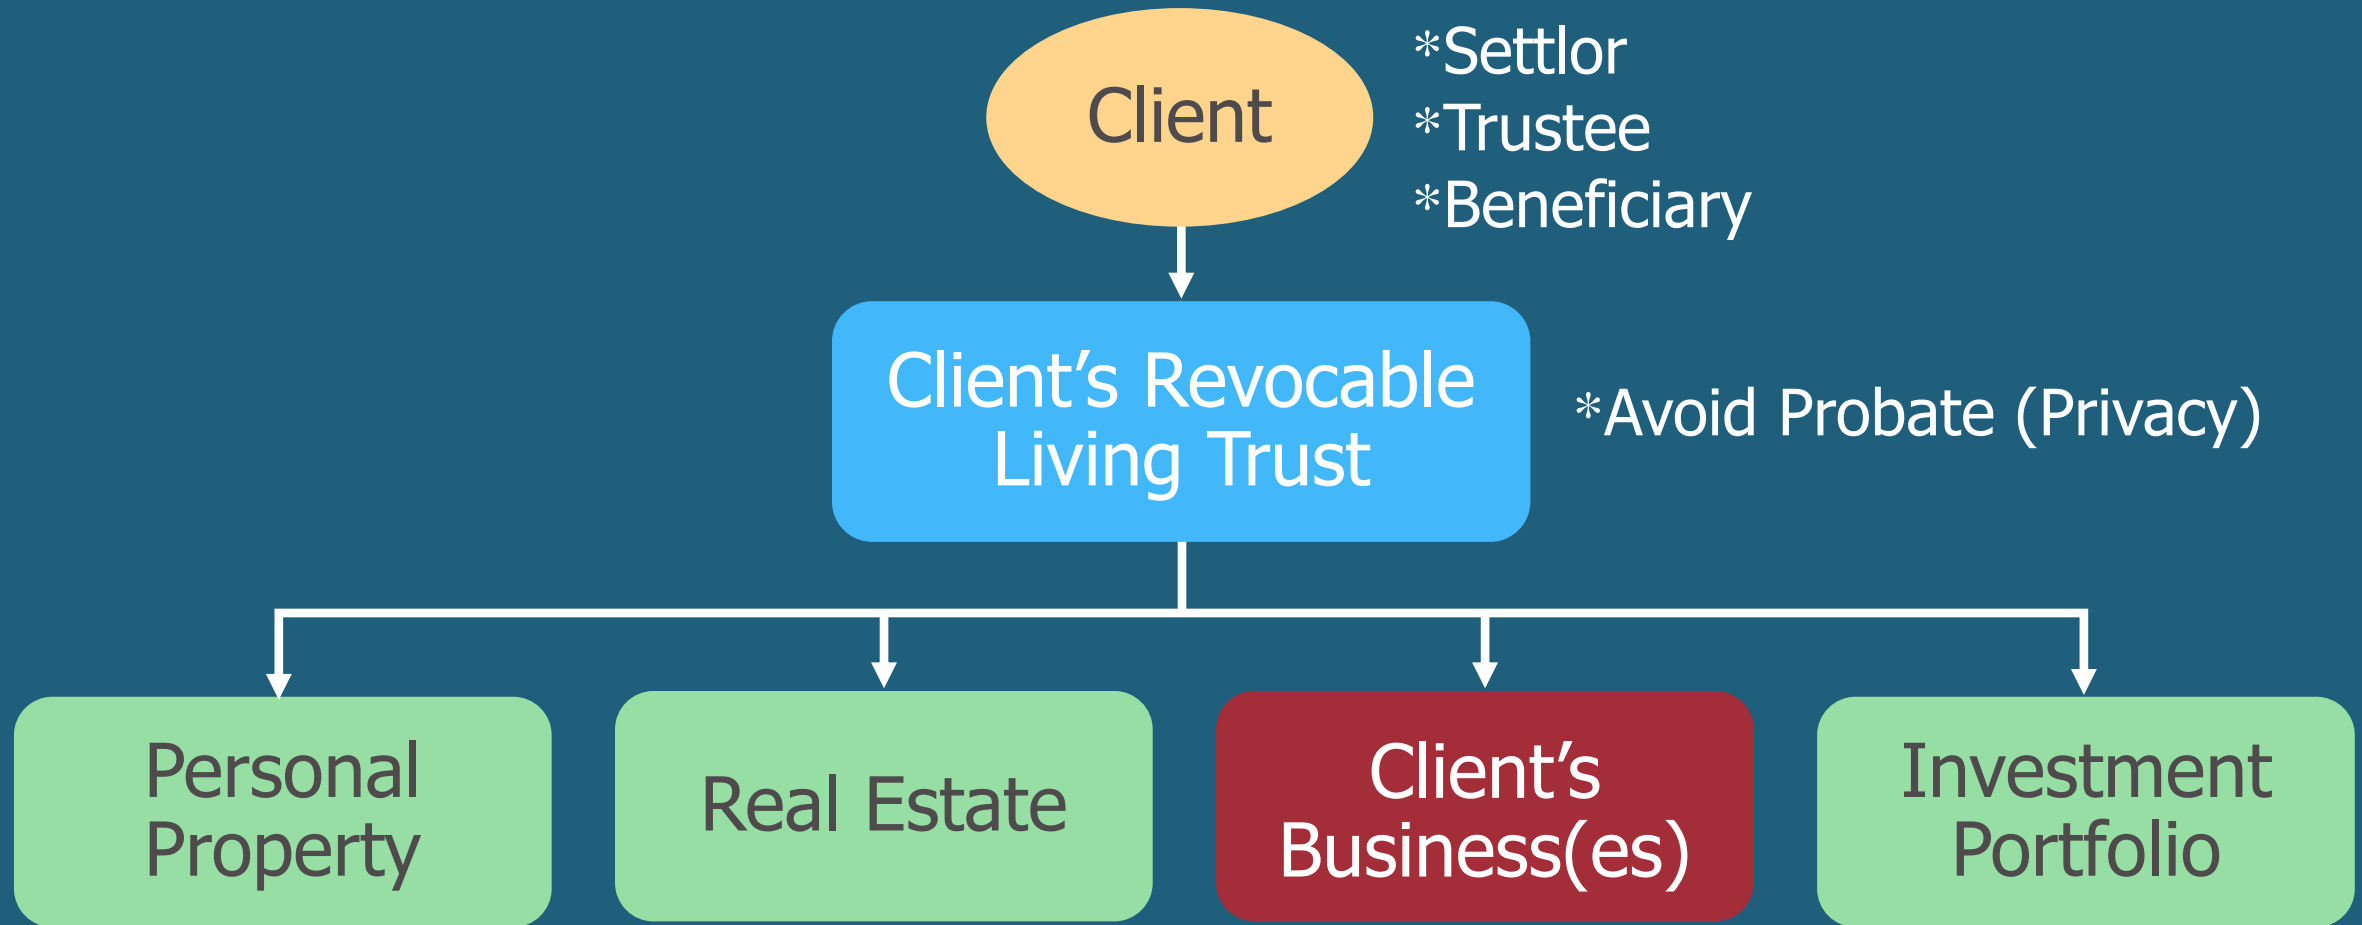 Client
*Settlor
*Trustee
*Beneficiary
Client’s Revocable
Living Trust
*Avoid Probate (Privacy)
Personal
Property
Real Estate
Client’s
Business(es)
Investment
Portfolio